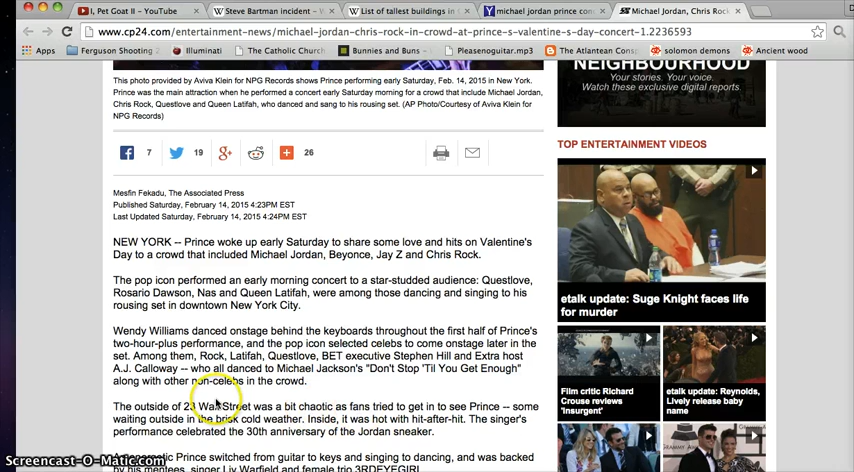 I, Pet Goat II - YouTube
Steve Bartman incident - W
List of tallest buildings in C
michael jordan prince con
Michael Jordan, Chris Rock,
www.cp24.com/entertainment-news/michael-jordan-chris-rock-in-crowd-at-prince-s-valentine-s-day-concert-1.2236593
Apps
Ferguson Shooting 2
Illuminati
The Catholic Church
Bunnies and Buns -
Pleasenoguitar.mp3
The Atlantean Consp
solomon demons
Ancient wood
This photo provided by Aviva Klein for NPG Records shows Prince performing early Saturday, Feb. 14, 2015 in New York.
Prince was the main attraction when he performed a concert early Saturday morning for a crowd that include Michael Jordan,
Chris Rock, Questlove and Queen Latifah, who danced and sang to his rousing set. (AP Photo/Courtesy of Aviva Klein for
NPG Records)
7
19
26
Mesfin Fekadu, The Associated Press
Published Saturday, February 14, 2015 4:23PM EST
Last Updated Saturday, February 14, 2015 4:24PM EST
NEW YORK -- Prince woke up early Saturday to share some love and hits on Valentine's
Day to a crowd that included Michael Jordan, Beyonce, Jay Z and Chris Rock.
The pop icon performed an early morning concert to a star-studded audience: Questlove,
Rosario Dawson, Nas and Queen Latifah, were among those dancing and singing to his
rousing set in downtown New York City.
Wendy Williams danced onstage behind the keyboards throughout the first half of Prince's
two-hour-plus performance, and the pop icon selected celebs to come onstage later in the
set. Among them, Rock, Latifah, Questlove, BET executive Stephen Hill and Extra host
A.J. Calloway -- who all danced to Michael Jackson's "Don't Stop 'Til You Get Enough"
along with other non-celebs in the crowd.
The outside of 23 Wall Street was a bit chaotic as fans tried to get in to see Prince -- some
waiting outside in the brisk cold weather. Inside, it was hot with hit-after-hit. The singer's
performance celebrated the 30th anniversary of the Jordan sneaker.
Prince switched from guitar to keys and singing to dancing, and was backed
by his mentees, singer Liv Warfield and female trio 3RDEYEGIRL
NEIGHBOURHOOD
Your stories. Your voice.
Watch these exclusive digital reports
TOP ENTERTAINMENT VIDEOS
etalk update: Suge Knight faces life
for murder
Film critic Richard
Crouse reviews
'Insurgent'
etalk update: Reynolds,
Lively release baby
name
Screencast-O-Matic.com